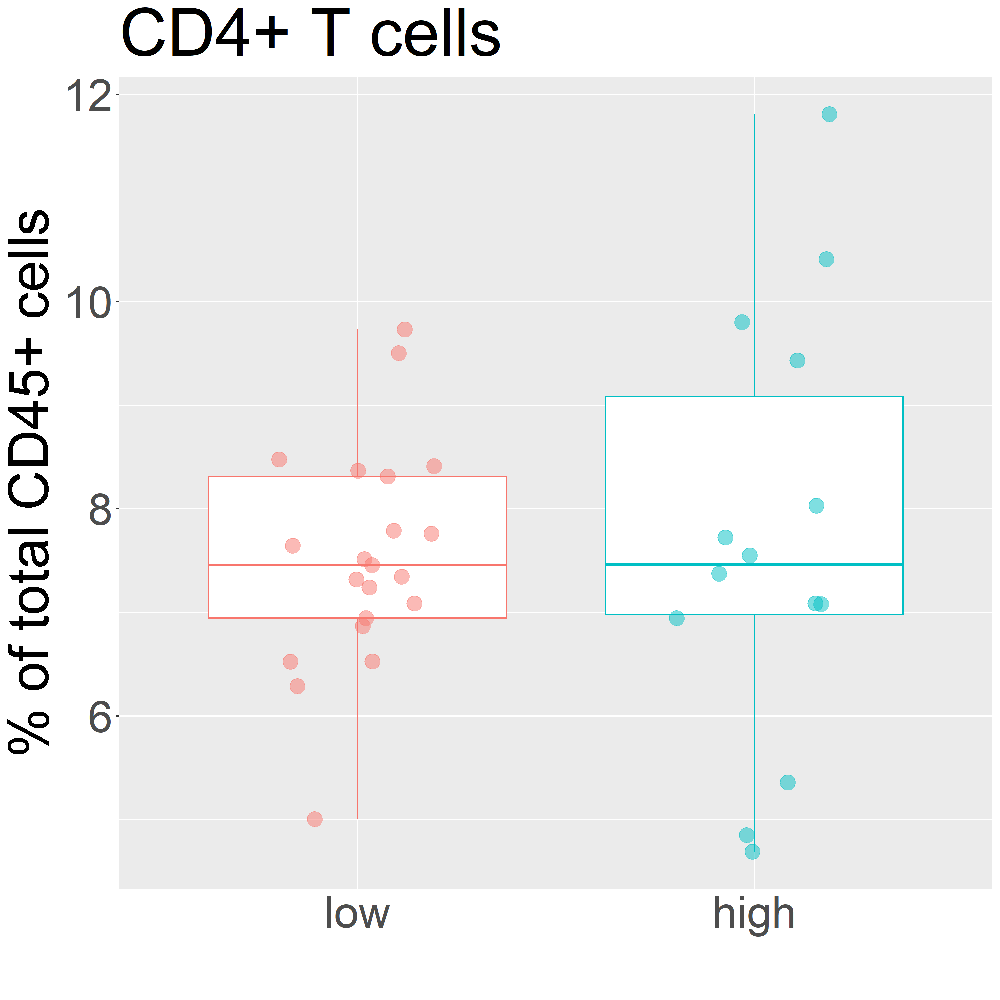 CD4+ T cells
% of total CD45+ cells
12
10
8
6
low
high